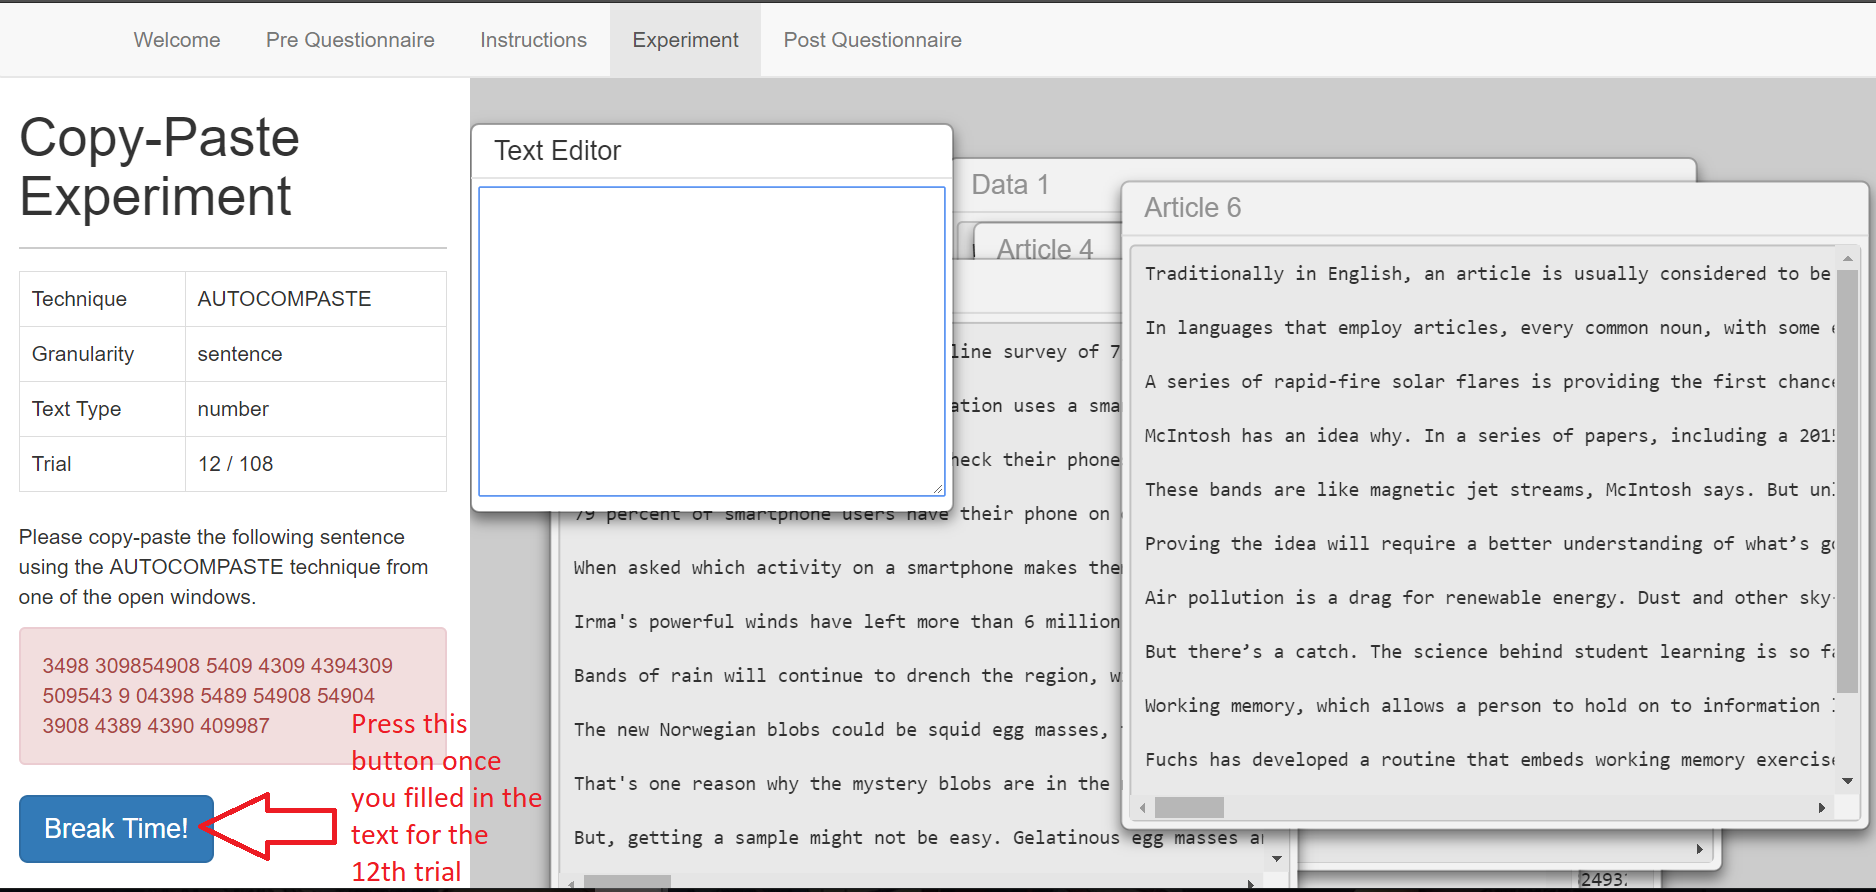 Welcome
Pre Questionnaire
Instructions
Experiment
Post Questionnaire
Copy-Paste
Experiment
Technique
AUTOCOMPASTE
Granularity
sentence
Text Type
number
Trial
12 / 108
Please copy-paste the following sentence
using the AUTOCOMPASTE technique from
one of the open windows.
3498 309854908 5409 4309 4394309
509543 9 04398 5489 54908 54904
3908 4389 4390 409987
Break Time!
Press this
button once
you filled in the
text for the
12th trial
Text Editor
Data 1
Article 4
line survey of 7
ation uses a sma
heck their phone
79 percent of smartphone users have their phone on
When asked which activity on a smartphone makes the
Irma's powerful winds have left more than 6 million
Bands of rain will continue to drench the region, w
The new Norwegian blobs could be squid egg masses,
That's one reason why the mystery blobs are in the
But, getting a sample might not be easy. Gelatinous egg masses a
Article 6
Traditionally in English, an article is usually considered to be
In languages that employ articles, every common noun, with some
A series of rapid-fire solar flares is providing the first chance
McIntosh has an idea why. In a series of papers, including a 201
These bands are like magnetic jet streams, McIntosh says. But un
Proving the idea will require a better understanding of what’s g
Air pollution is a drag for renewable energy. Dust and other sky
But there’s a catch. The science behind student learning is so f
Working memory, which allows a person to hold on to information
Fuchs has developed a routine that embeds working memory exercise
2493